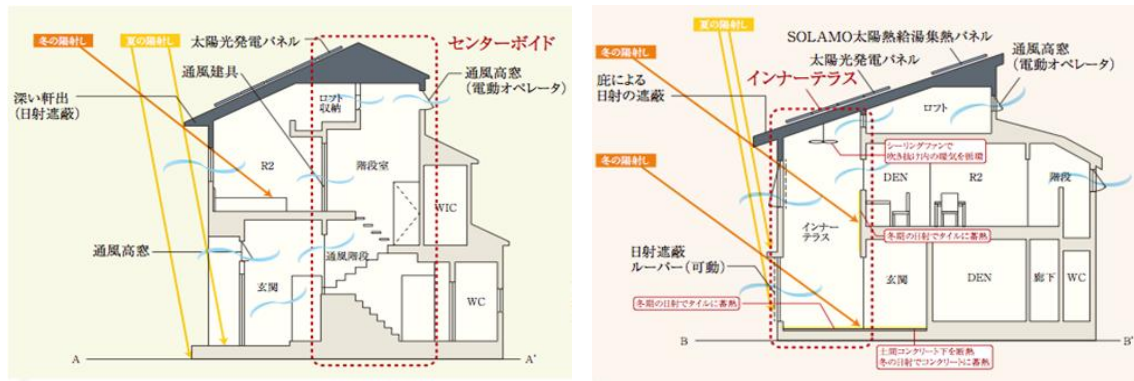 冬の陽射し
夏の陽射し
太陽光発電パネル
センターボイド
通風建具
通風高窓
(電動オペレータ)
深い軒出
(日射遮蔽)
ロフト
収納
R2
階段室
WIC
通風高窓
通風階段
玄関
WC
A
A'
夏の陽射し
SOLAMO太陽熱給湯集熱パネル
冬の陽射し
太陽光発電パネル
通風高窓
(電動オペレータ)
インナーテラス
庇による
日射の遮蔽
ロフト
シーリングファンで
吹き抜け内の暖気を循環
冬の陽射し
DEN
R2
階段
インナー
テラス
冬期の日射でタイルに蓄熱
日射遮蔽
ルーバー(可動)
玄関
DEN
廊下
WC
冬期の日射でタイルに蓄熱
B
B'
土間コンクリート下を断熱
冬の日射でコンクリートに蓄熱